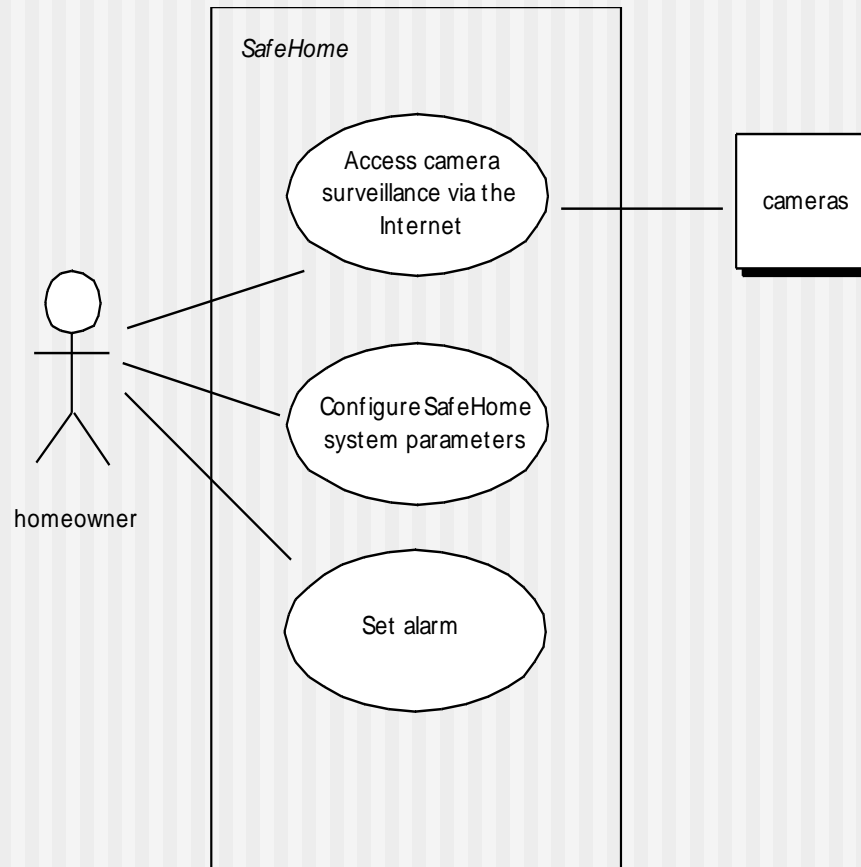 SafeHome
Access camera
surveillance via the
Internet
cameras
Configure SafeHome
system parameters
homeowner
Set alarm